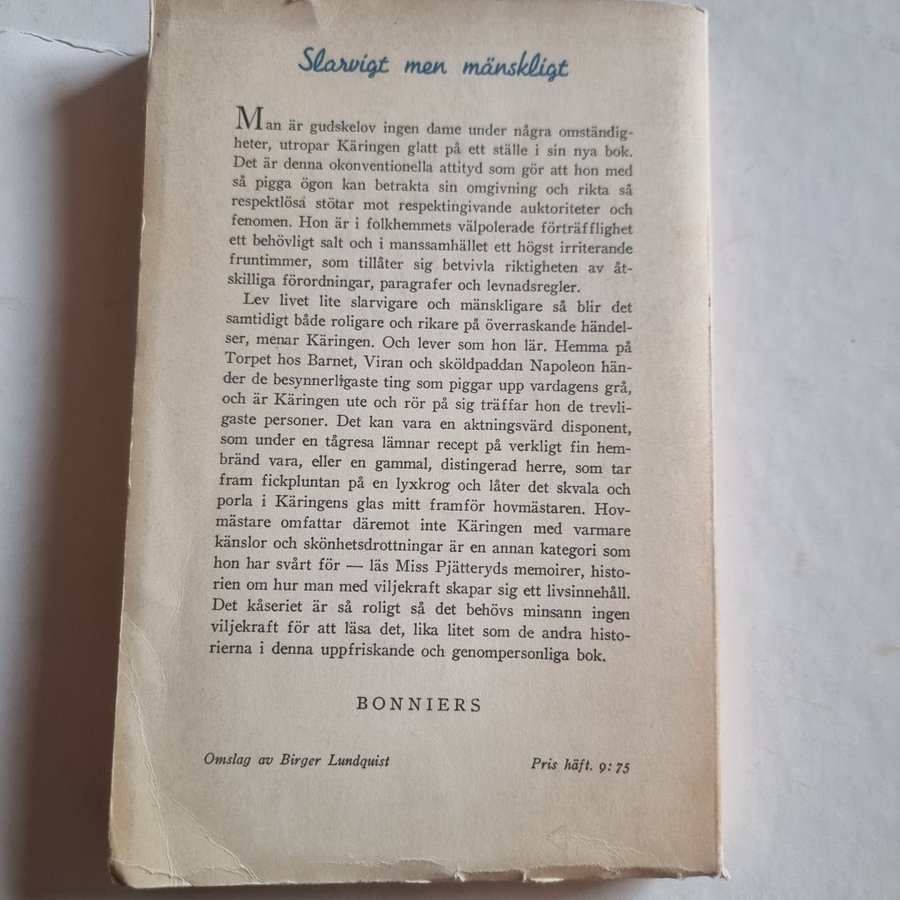 Slarvigt men mänskligt
Man är gudskelov ingen dame under några omständig-
heter, utropar Käringen glatt på ett ställe i sin nya bok.
Det är denna okonventionella attityd som gör att hon med
så pigga ögon kan betrakta sin omgivning och rikta så
respektlösa stötar mot respektingivande auktoriteter och
fenomen. Hon är i folkhemmets välpolerade förträfflighet
ett behövligt salt och i manssamhället ett högst irriterande
fruntimmer, som tillåter sig betvivla riktigheten av åt-
skilliga förordningar, paragrafer och levnadsregler.
Lev livet lite slarvigare och mänskligare så blir det
samtidigt både roligare och rikare på överraskande händel-
ser, menar Käringen. Och lever som hon lär. Hemma på
Torpet hos Barnet, Viran och sköldpaddan Napoleon hän-
der de besynnerligaste ting som piggar upp vardagens grå,
och är Käringen ute och rör på sig träffar hon de trevli-
gaste personer. Det kan vara en aktningsvärd disponent,
som under en tågresa lämnar recept på verkligt fin hem-
bränd vara, eller en gammal, distingerad herre, som tar
fram fickpluntan på en lyxkrog och låter det skvala och
porla i Käringens glas mitt framför hovmästaren. Hov-
mästare omfattar däremot inte Käringen med varmare
känslor och skönhetsdrottningar är en annan kategori som
hon har svårt för — läs Miss Pjätteryds memoirer, histo-
rien om hur man med viljekraft skapar sig ett livsinnehåll.
Det kåseriet är så roligt så det behövs minsann ingen
viljekraft för att läsa det, lika litet som de andra histo-
rierna i denna uppfriskande och genompersonliga bok.
BONNIERS
Omslag av Birger Lundquist
Pris häft. 9:75